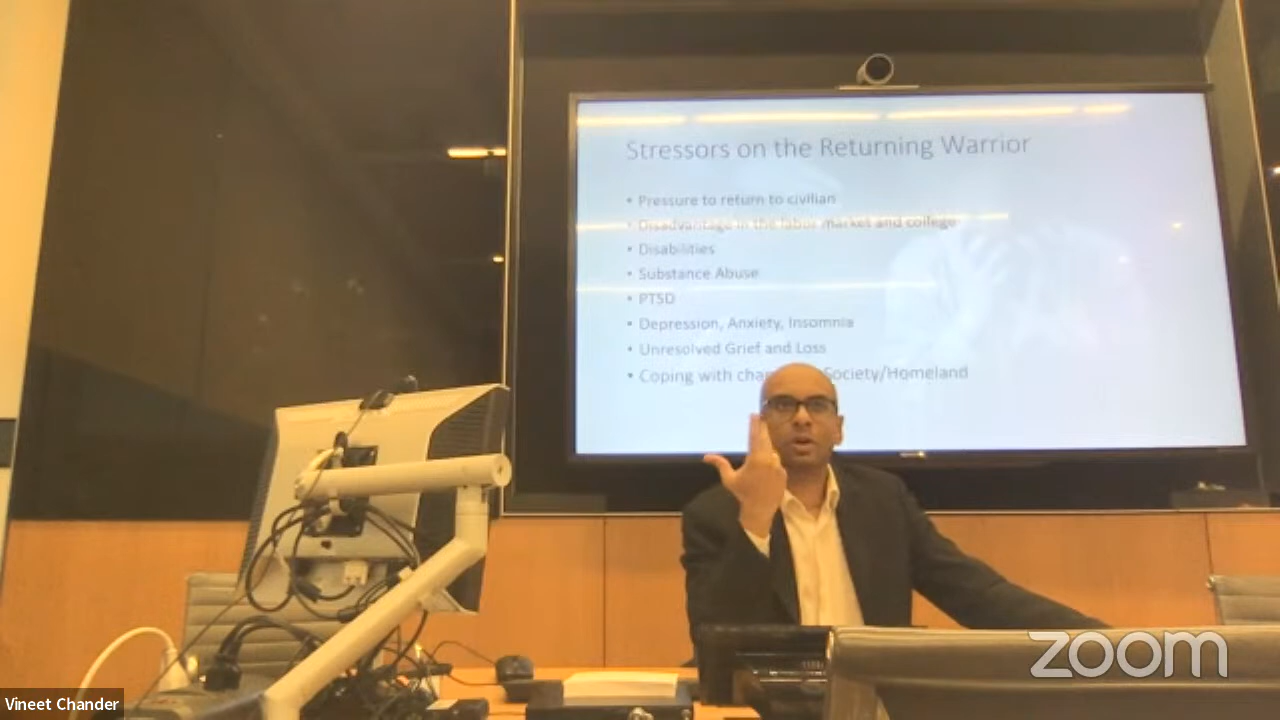 Stressors on the Returning Warrior
• Pressure to return to civilian
• Disadvantage in the labor market and college
• Disabilities
• Substance Abuse
• PTSD
• Depression, Anxiety, Insomnia
• Unresolved Grief and Loss
• Coping with Society/Homeland
zoom
Vineet Chander